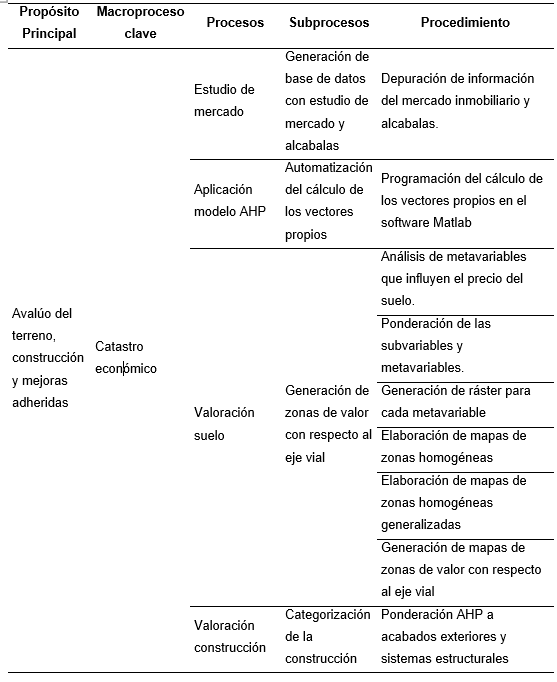 Propósito Principal
Macroproceso clave
Procesos
Subprocesos
Procedimiento
Avalúo del
terreno,
construcción
y mejoras
adheridas
Catastro
económico
Estudio de
mercado
Generación de
base de datos
con estudio de
mercado y
alcabalas
Depuración de información
del mercado inmobiliario y
alcabalas.
Aplicación
modelo AHP
Automatización
del cálculo de
los vectores
propios
Programación del cálculo de
los vectores propios en el
software Matlab
Valoración
suelo
Generación de
zonas de valor
con respecto al
eje vial
Análisis de metavariables
que influyen el precio del
suelo.
Ponderación de las
subvariables y
metavariables.
Generación de ráster para
cada metavariable
Elaboración de mapas de
zonas homogéneas
Elaboración de mapas de
zonas homogéneas
generalizadas
Generación de mapas de
zonas de valor con respecto
al eje vial
Valoración
construcción
Categorización
de la
construcción
Ponderación AHP a
acabados exteriores y
sistemas estructurales